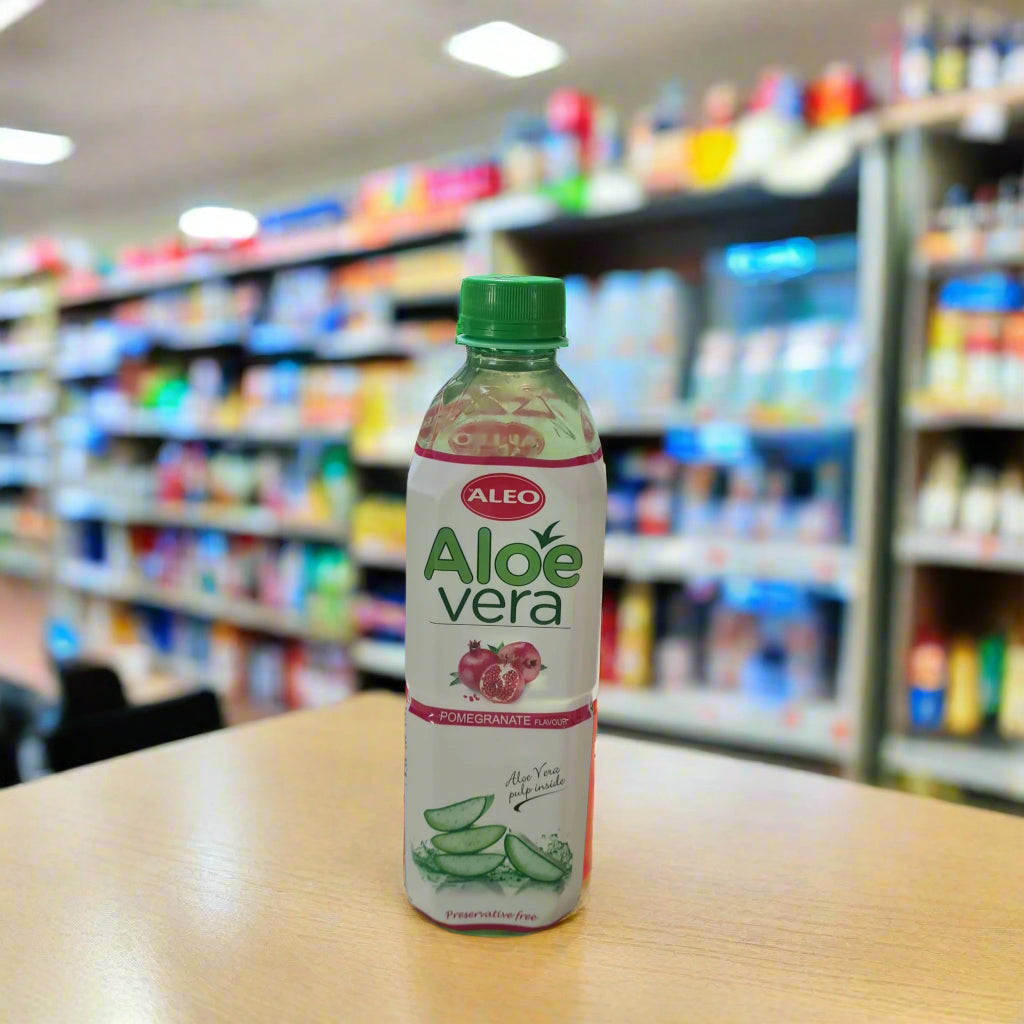 ALEO
Aloe
vera
POMEGRANATE FLAVOUR
Aloe Vera
pulp inside
Preservative free